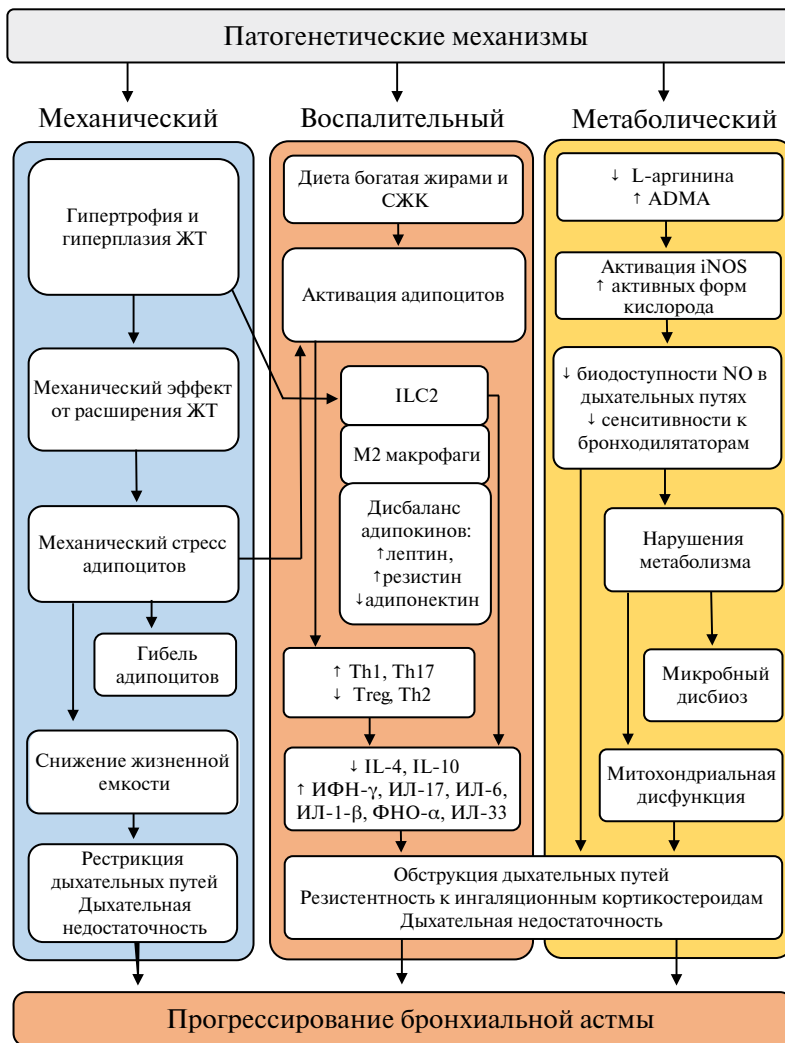 Патогенетические механизмы
Механический
Гипертрофия и
гиперплазия ЖТ
Механический эффект
от расширения ЖТ
Механический стресс
адипоцитов
Гибель
адипоцитов
Снижение жизненной
емкости
Рестрикция
дыхательных путей
Дыхательная
недостаточность
Воспалительный
Диета богатая жирами и
СЖК
Активация адипоцитов
ILC2
М2 макрофаги
Дисбаланс
адипокинов:
↑лептин,
↑резистин
↓адипонектин
↑ Th1, Th17
↓ Treg, Th2
↓ IL-4, IL-10
↑ ИФН-γ, ИЛ-17, ИЛ-6,
ИЛ-1-β, ФНО-α, ИЛ-33
Метаболический
↓ L-аргинина
↑ ADMA
Активация iNOS
↑ активных форм
кислорода
↓ биодоступности NO в
дыхательных путях
↓ сенситивности к
бронходилятаторам
Нарушения
метаболизма
Микробный
дисбиоз
Митохондриальная
дисфункция
Обструкция дыхательных путей
Резистентность к ингаляционным кортикостероидам
Дыхательная недостаточность
Прогрессирование бронхиальной астмы